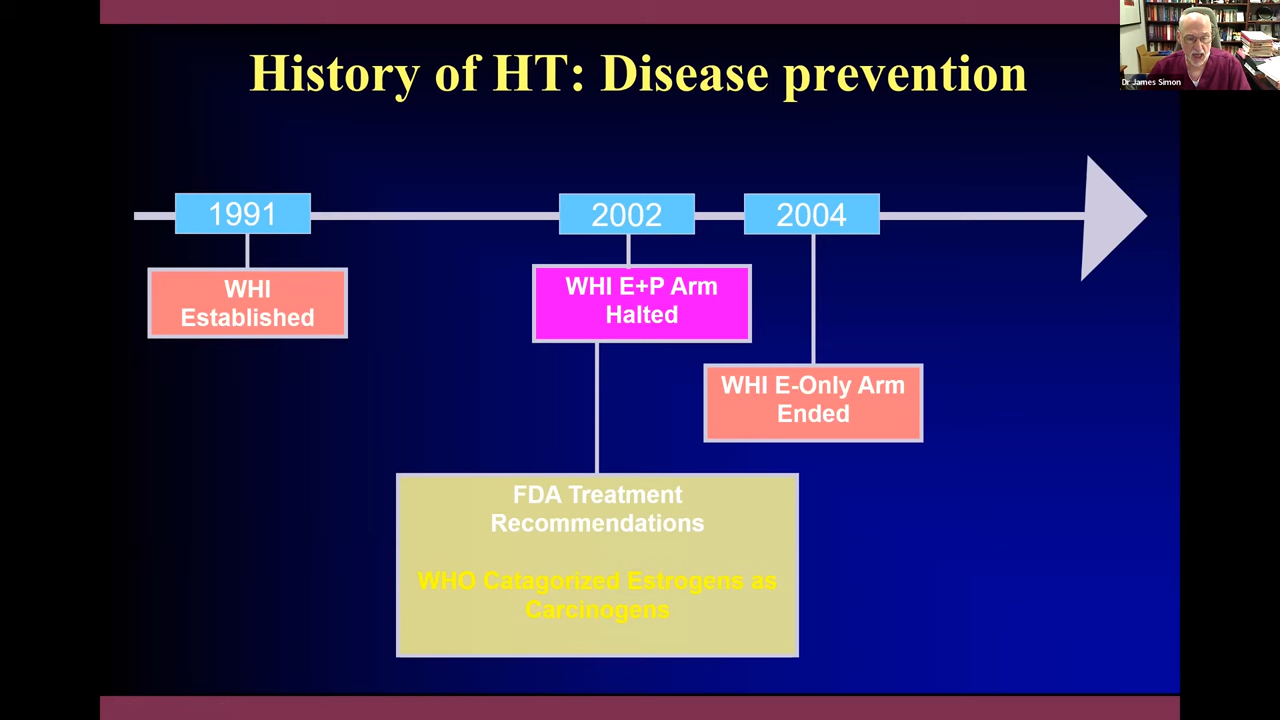 History of HT: Disease prevention
Dr James Simon
1991
2002
2004
WHI
Established
WHI E+P Arm
Halted
WHI E-Only Arm
Ended
FDA Treatment
Recommendations
WHO Catagorized Estrogens as
Carcinogens